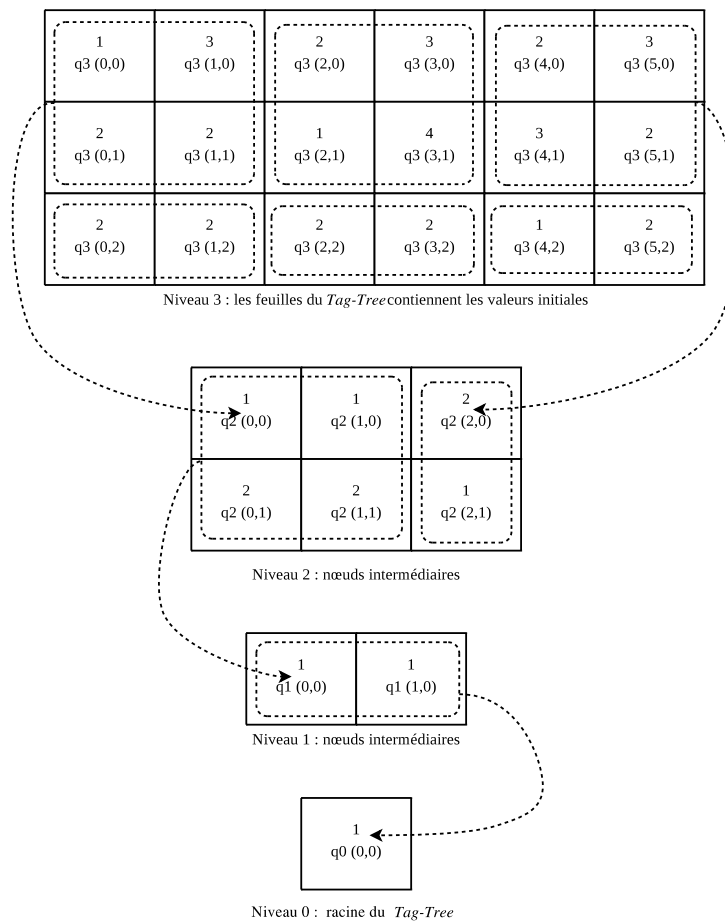 1 3 2 3 2 3
q3 (0,0) q3 (1,0) q3 (2,0) q3 (3,0) q3 (4,0) q3 (5,0)
2 2 1 4 3 2
q3 (0,1) q3 (1,1) q3 (2,1) q3 (3,1) q3 (4,1) q3 (5,1)
2 2 2 2 1 2
q3 (0,2) q3 (1,2) q3 (2,2) q3 (3,2) q3 (4,2) q3 (5,2)
Niveau 3 : les feuilles du Tag-Tree contiennent les valeurs initiales
1 1 2
q2 (0,0) q2 (1,0) q2 (2,0)
2 2 1
q2 (0,1) q2 (1,1) q2 (2,1)
Niveau 2 : nœuds intermédiaires
1 1
q1 (0,0) q1 (1,0)
Niveau 1 : nœuds intermédiaires
1
q0 (0,0)
Niveau 0 : racine du Tag-Tree